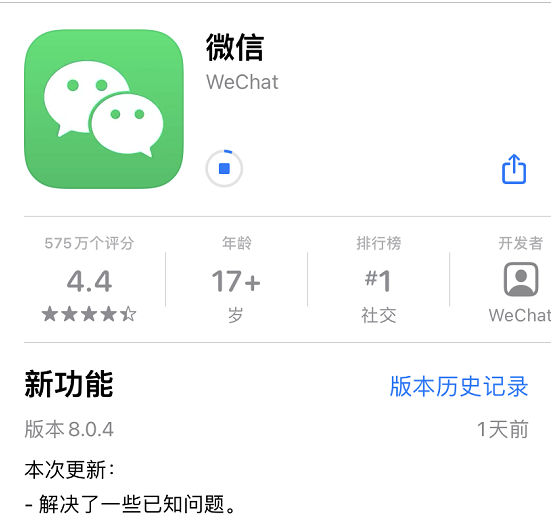 微信
WeChat
575万个评分
年龄
排行榜
开发者
4.4
17+
#1
岁
社交
WeChat
新功能
版本历史记录
版本 8.0.4
1天前
本次更新：
- 解决了一些已知问题。